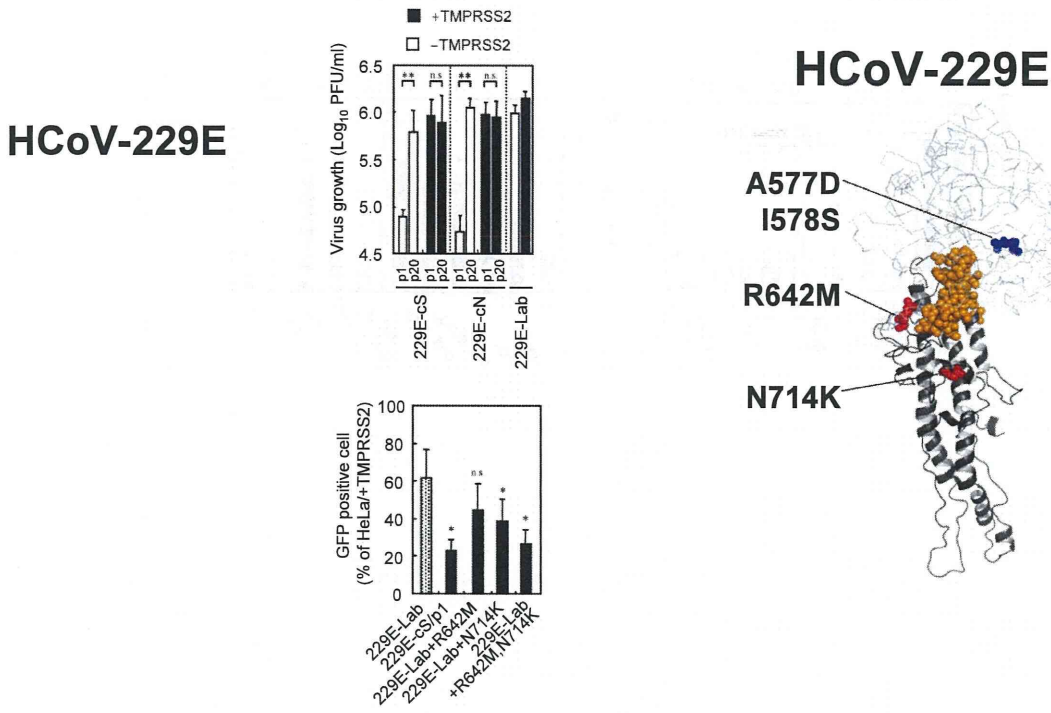 HCoV-229E
+TMPRSS2
−TMPRSS2
Virus growth (Log10 PFU/ml)
6.5
6.0
5.5
5.0
4.5
** ns ** ns
p1 p20 p1 p20 p1 p20 p1 p20
229E-cS
229E-cN
229E-Lab
GFP positive cell
(% of HeLa/+TMPRSS2)
100
80
60
40
20
0
* ns * *
229E-Lab
229E-cS/p1
229E-Lab+R642M
229E-Lab+N714K
229E-Lab
+R642M,N714K
HCoV-229E
A577D
I578S
R642M
N714K